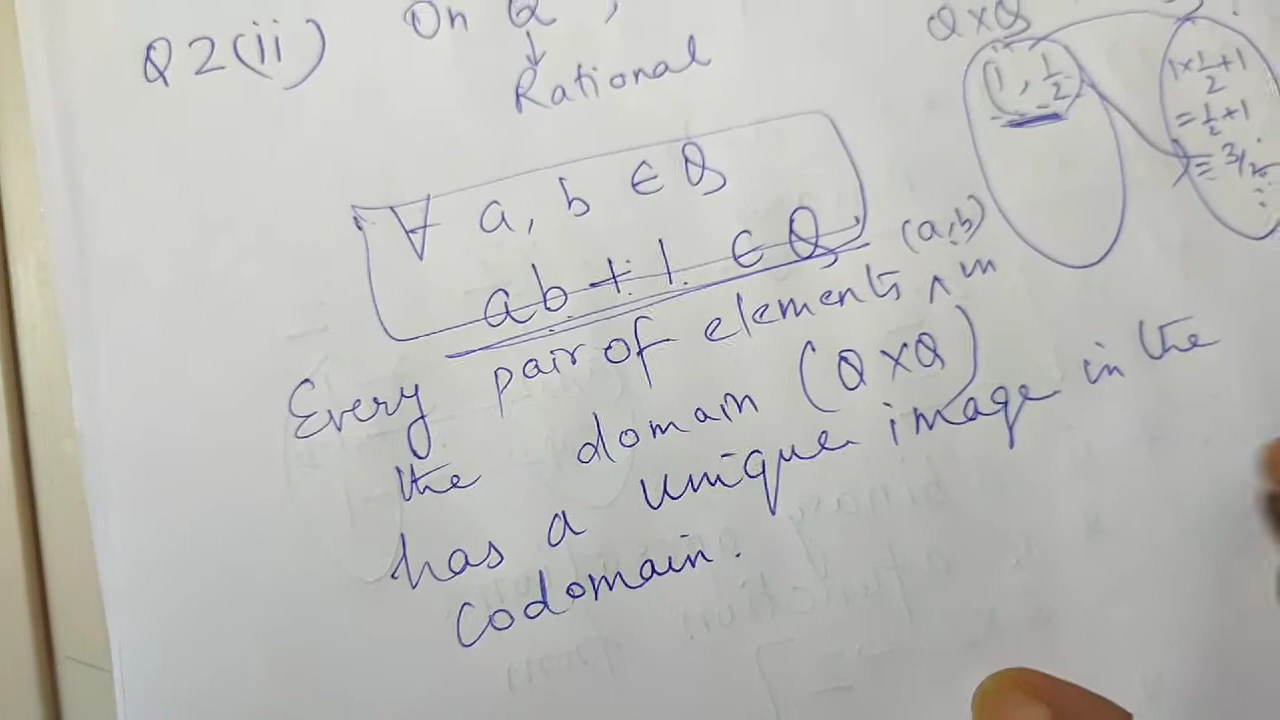 Q2(ii) On Q,
↓
Rational
∀ a, b ∈ Q
ab + 1 ∈ Q
Every pair of elements ^ (a,b) in
the domain (Q×Q)
has a unique image in the
codomain.
Q×Q
(1, 1/2)
1×1/2+1
= 1/2+1
= 3/2